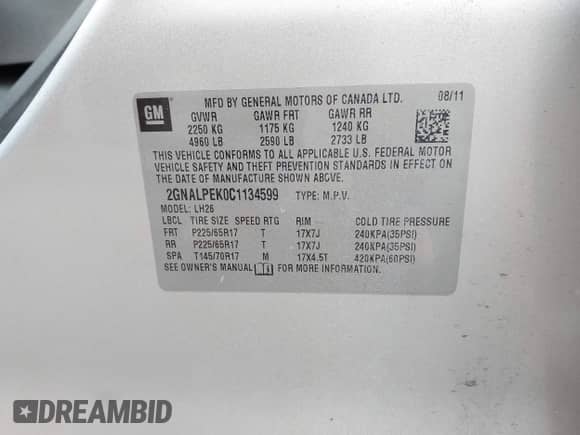 GM
MFD BY GENERAL MOTORS OF CANADA LTD. 08/11
GVWR GAWR FRT GAWR RR
2250 KG 1175 KG 1240 KG
4960 LB 2590 LB 2733 LB
THIS VEHICLE CONFORMS TO ALL APPLICABLE U.S. FEDERAL MOTOR
VEHICLE SAFETY AND THEFT PREVENTION STANDARDS IN EFFECT ON
THE DATE OF MANUFACTURE SHOWN ABOVE.
2GNALPEK0C1134599 TYPE: M.P.V.
MODEL: LH26
LBCL TIRE SIZE SPEED RTG RIM COLD TIRE PRESSURE
FRT P225/65R17 T 17X7J 240KPA(35PSI)
RR P225/65R17 T 17X7J 240KPA(35PSI)
SPA T145/70R17 M 17X4.5T 420KPA(60PSI)
SEE OWNER'S MANUAL FOR MORE INFORMATION.
DREAMBID